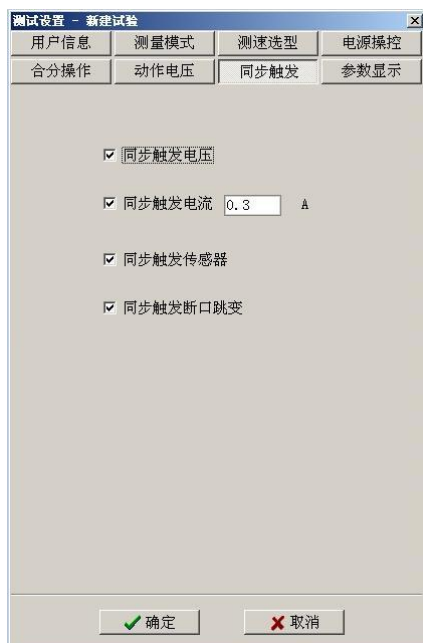 测试设置 - 新建试验
用户信息 测量模式 测速选型 电源操控
合分操作 动作电压 同步触发 参数显示
同步触发电压
同步触发电流 0.3 A
同步触发传感器
同步触发断口跳变
确定 取消